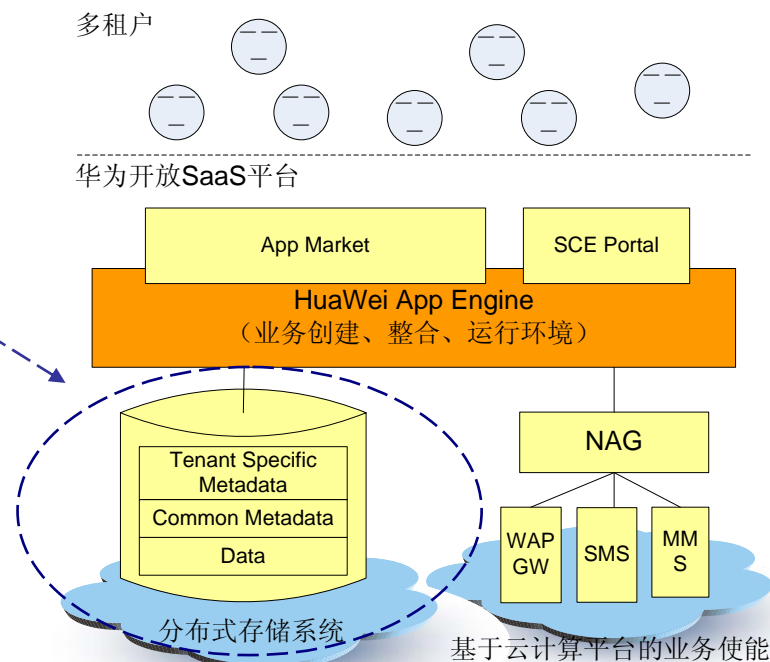 多租户
华为开放SaaS平台
App Market
SCE Portal
HuaWei App Engine
（业务创建、整合、运行环境）
NAG
Tenant Specific
Metadata
Common Metadata
Data
WAP
GW
SMS
MM
S
分布式存储系统
基于云计算平台的业务使能